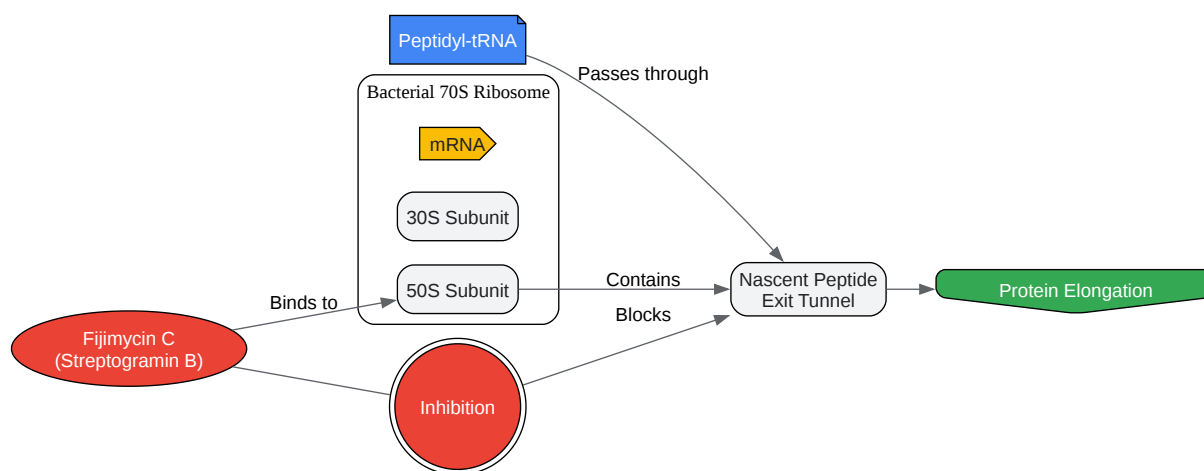 Peptidyl-tRNA
Passes through
Bacterial 70S Ribosome
mRNA
30S Subunit
50S Subunit
Contains
Nascent Peptide
Exit Tunnel
Protein Elongation
Binds to
Blocks
Fijimycin C
(Streptogramin B)
Inhibition